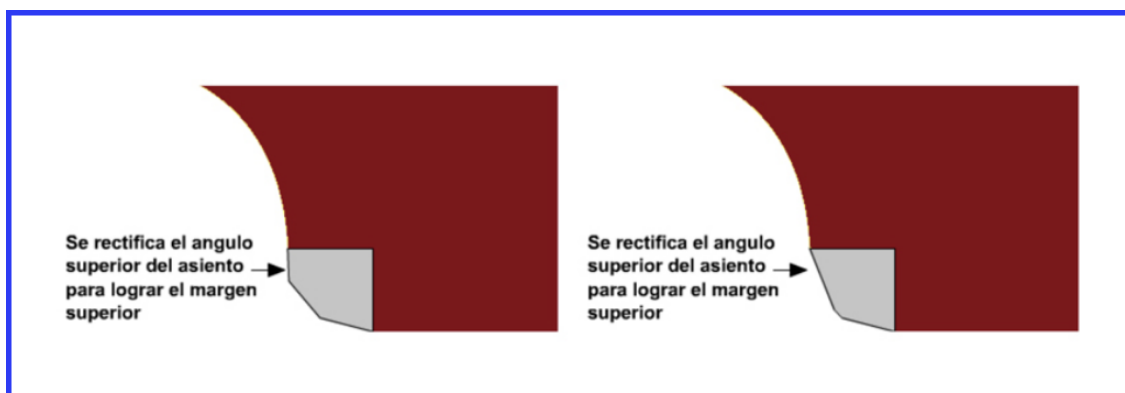 Se rectifica el angulo
superior del asiento
para lograr el margen
superior
Se rectifica el angulo
superior del asiento
para lograr el margen
superior